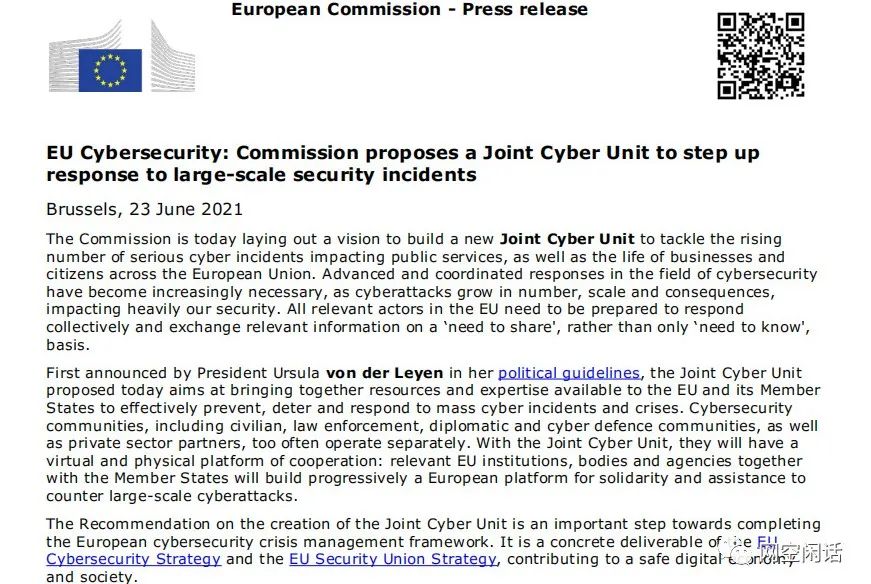 European Commission - Press release
EU Cybersecurity: Commission proposes a Joint Cyber Unit to step up
response to large-scale security incidents
Brussels, 23 June 2021
The Commission is today laying out a vision to build a new Joint Cyber Unit to tackle the rising
number of serious cyber incidents impacting public services, as well as the life of businesses and
citizens across the European Union. Advanced and coordinated responses in the field of cybersecurity
have become increasingly necessary, as cyberattacks grow in number, scale and consequences,
impacting heavily our security. All relevant actors in the EU need to be prepared to respond
collectively and exchange relevant information on a ‘need to share', rather than only ‘need to know',
basis.
First announced by President Ursula von der Leyen in her political guidelines, the Joint Cyber Unit
proposed today aims at bringing together resources and expertise available to the EU and its Member
States to effectively prevent, deter and respond to mass cyber incidents and crises. Cybersecurity
communities, including civilian, law enforcement, diplomatic and cyber defence communities, as well
as private sector partners, too often operate separately. With the Joint Cyber Unit, they will have a
virtual and physical platform of cooperation: relevant EU institutions, bodies and agencies together
with the Member States will build progressively a European platform for solidarity and assistance to
counter large-scale cyberattacks.
The Recommendation on the creation of the Joint Cyber Unit is an important step towards completing
the European cybersecurity crisis management framework. It is a concrete deliverable of the EU
Cybersecurity Strategy and the EU Security Union Strategy, contributing to a safe digital economy
and society.
网空闲话